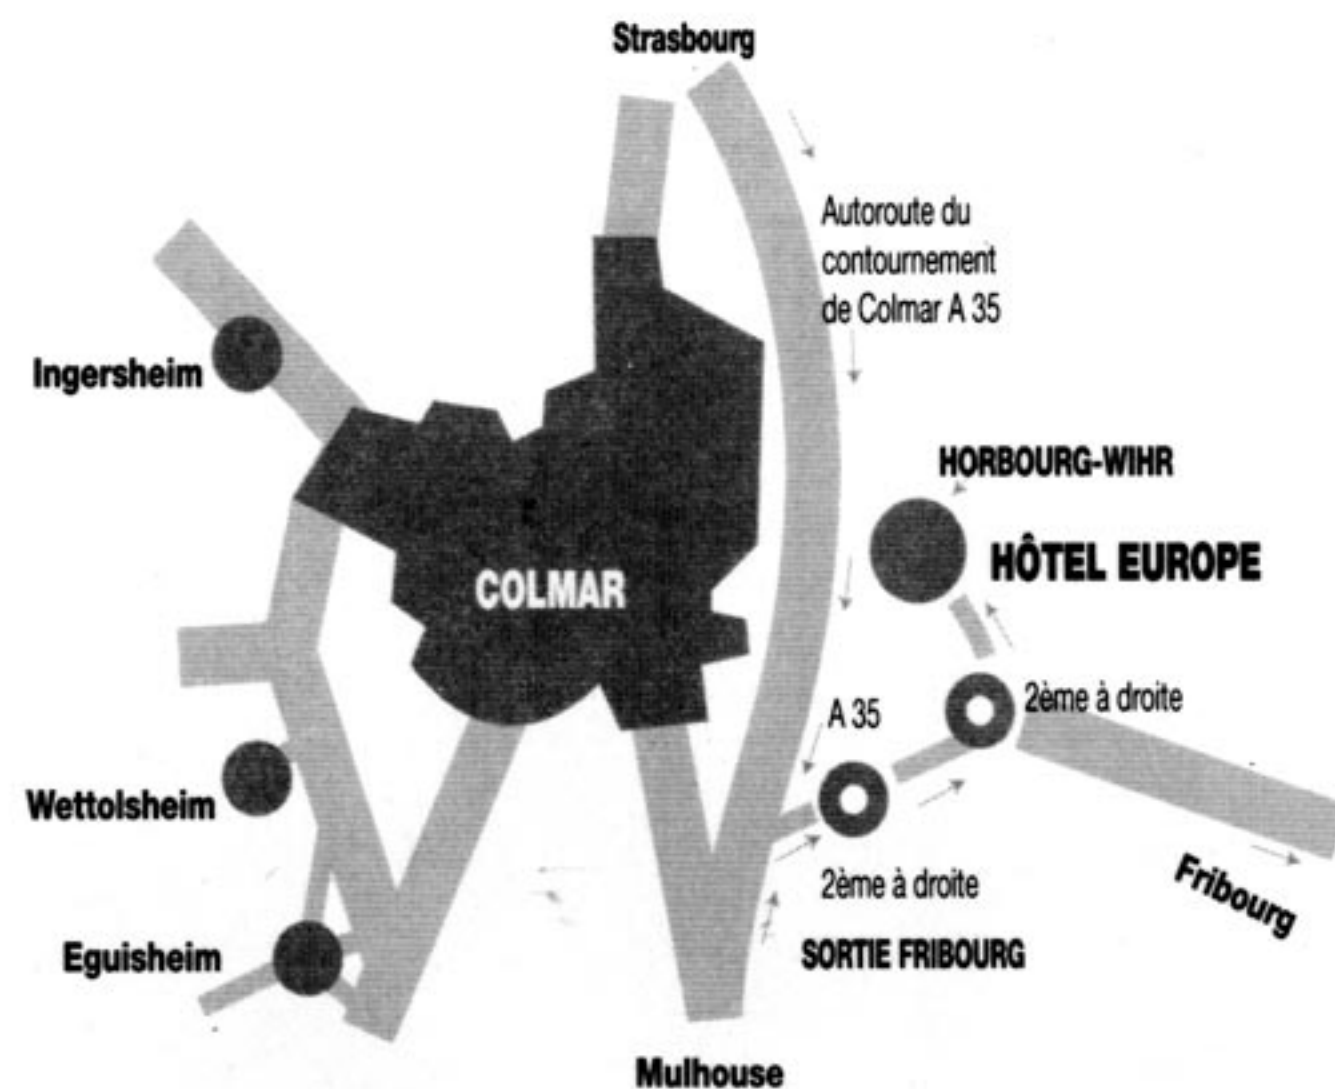 Strasbourg
Autoroute du
contournement
de Colmar A 35
Ingersheim
HORBOURG-WIHR
HÔTEL EUROPE
COLMAR
2ème à droite
A 35
Wettolsheim
2ème à droite
Fribourg
Eguisheim
SORTIE FRIBOURG
Mulhouse